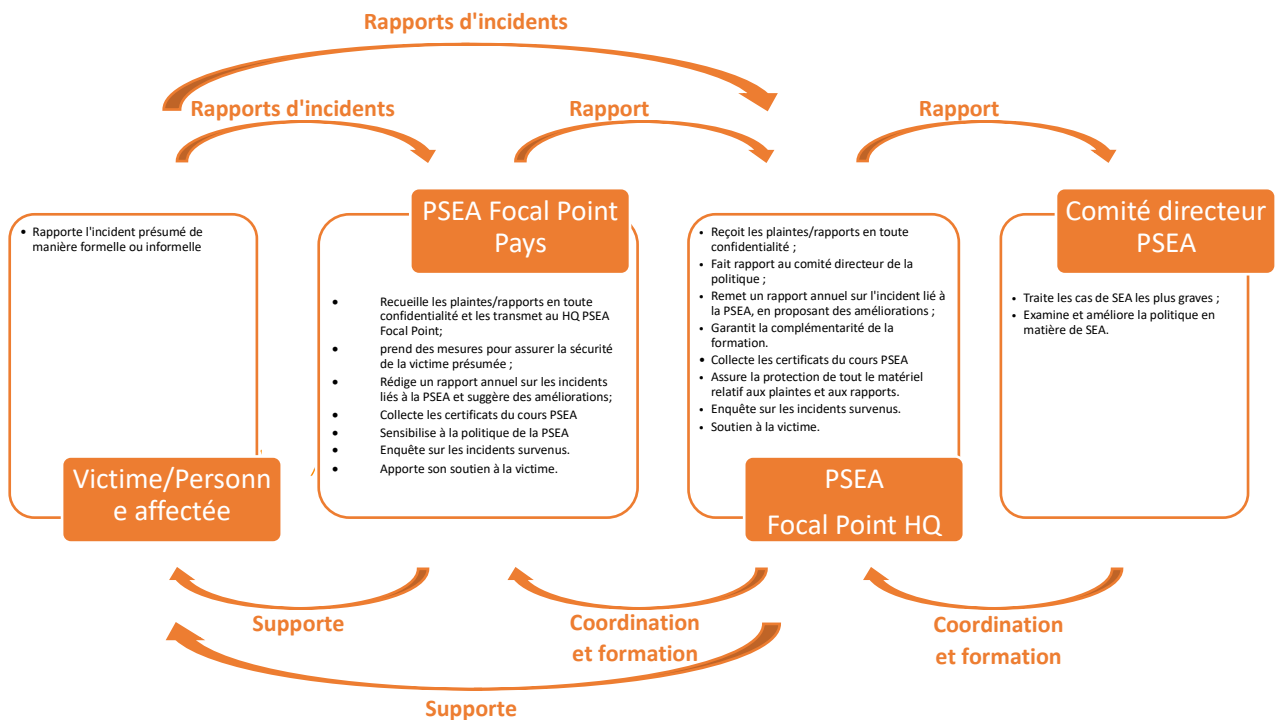 Rapports d'incidents
Rapports d'incidents
Rapport
Rapport
• Rapporte l'incident présumé de
manière formelle ou informelle
Victime/Personn
e affectée
PSEA Focal Point
Pays
• Recueille les plaintes/rapports en toute
confidentialité et les transmet au HQ PSEA
Focal Point;
• prend des mesures pour assurer la sécurité
de la victime présumée ;
• Rédige un rapport annuel sur les incidents
liés à la PSEA et suggère des améliorations;
• Collecte les certificats du cours PSEA
• Sensibilise à la politique de la PSEA
• Enquête sur les incidents survenus.
• Apporte son soutien à la victime.
• Reçoit les plaintes/rapports en toute
confidentialité ;
• Fait rapport au comité directeur de la
politique ;
• Remet un rapport annuel sur l'incident lié à
la PSEA, en proposant des améliorations ;
• Garantit la complémentarité de la
formation.
• Collecte les certificats du cours PSEA
• Assure la protection de tout le matériel
relatif aux plaintes et aux rapports.
• Enquête sur les incidents survenus.
• Soutien à la victime.
PSEA
Focal Point HQ
Comité directeur
PSEA
• Traite les cas de SEA les plus graves ;
• Examine et améliore la politique en
matière de SEA.
Supporte
Coordination
et formation
Coordination
et formation
Supporte